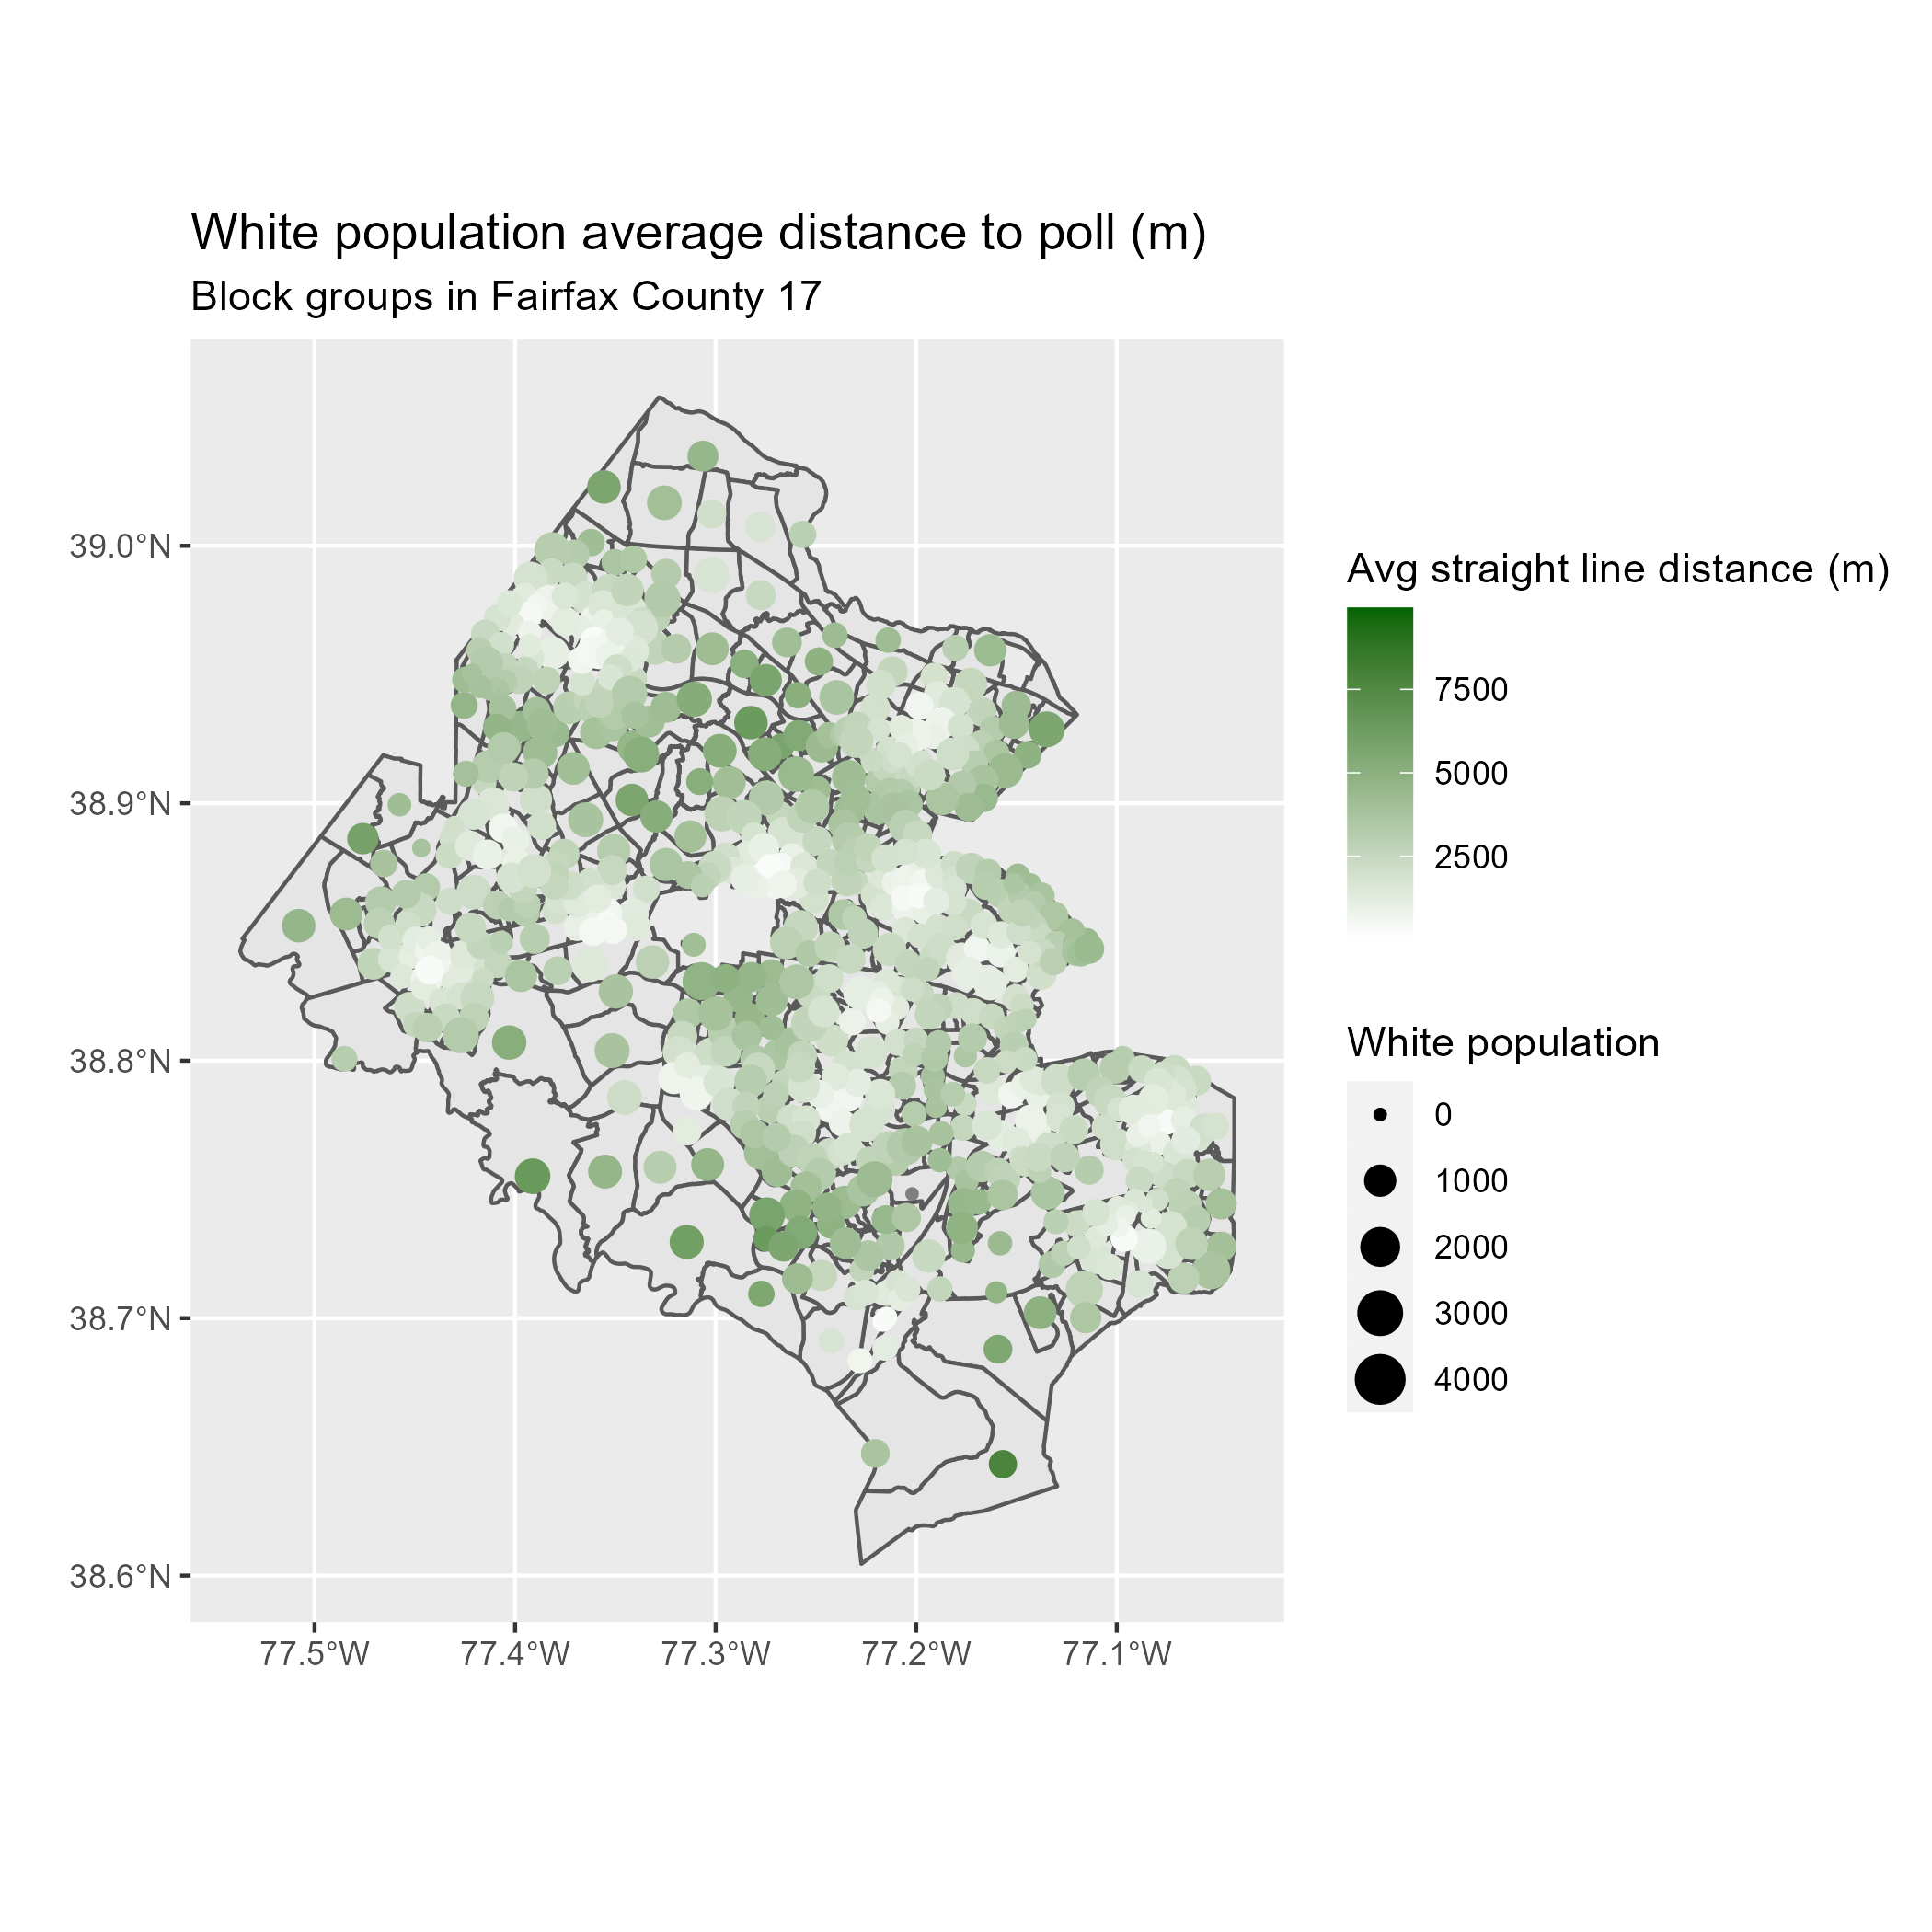 White population average distance to poll (m)
Block groups in Fairfax County 17
39.0°N
38.9°N
38.8°N
38.7°N
38.6°N
77.5°W
77.4°W
77.3°W
77.2°W
77.1°W
Avg straight line distance (m)
7500
5000
2500
White population
0
1000
2000
3000
4000